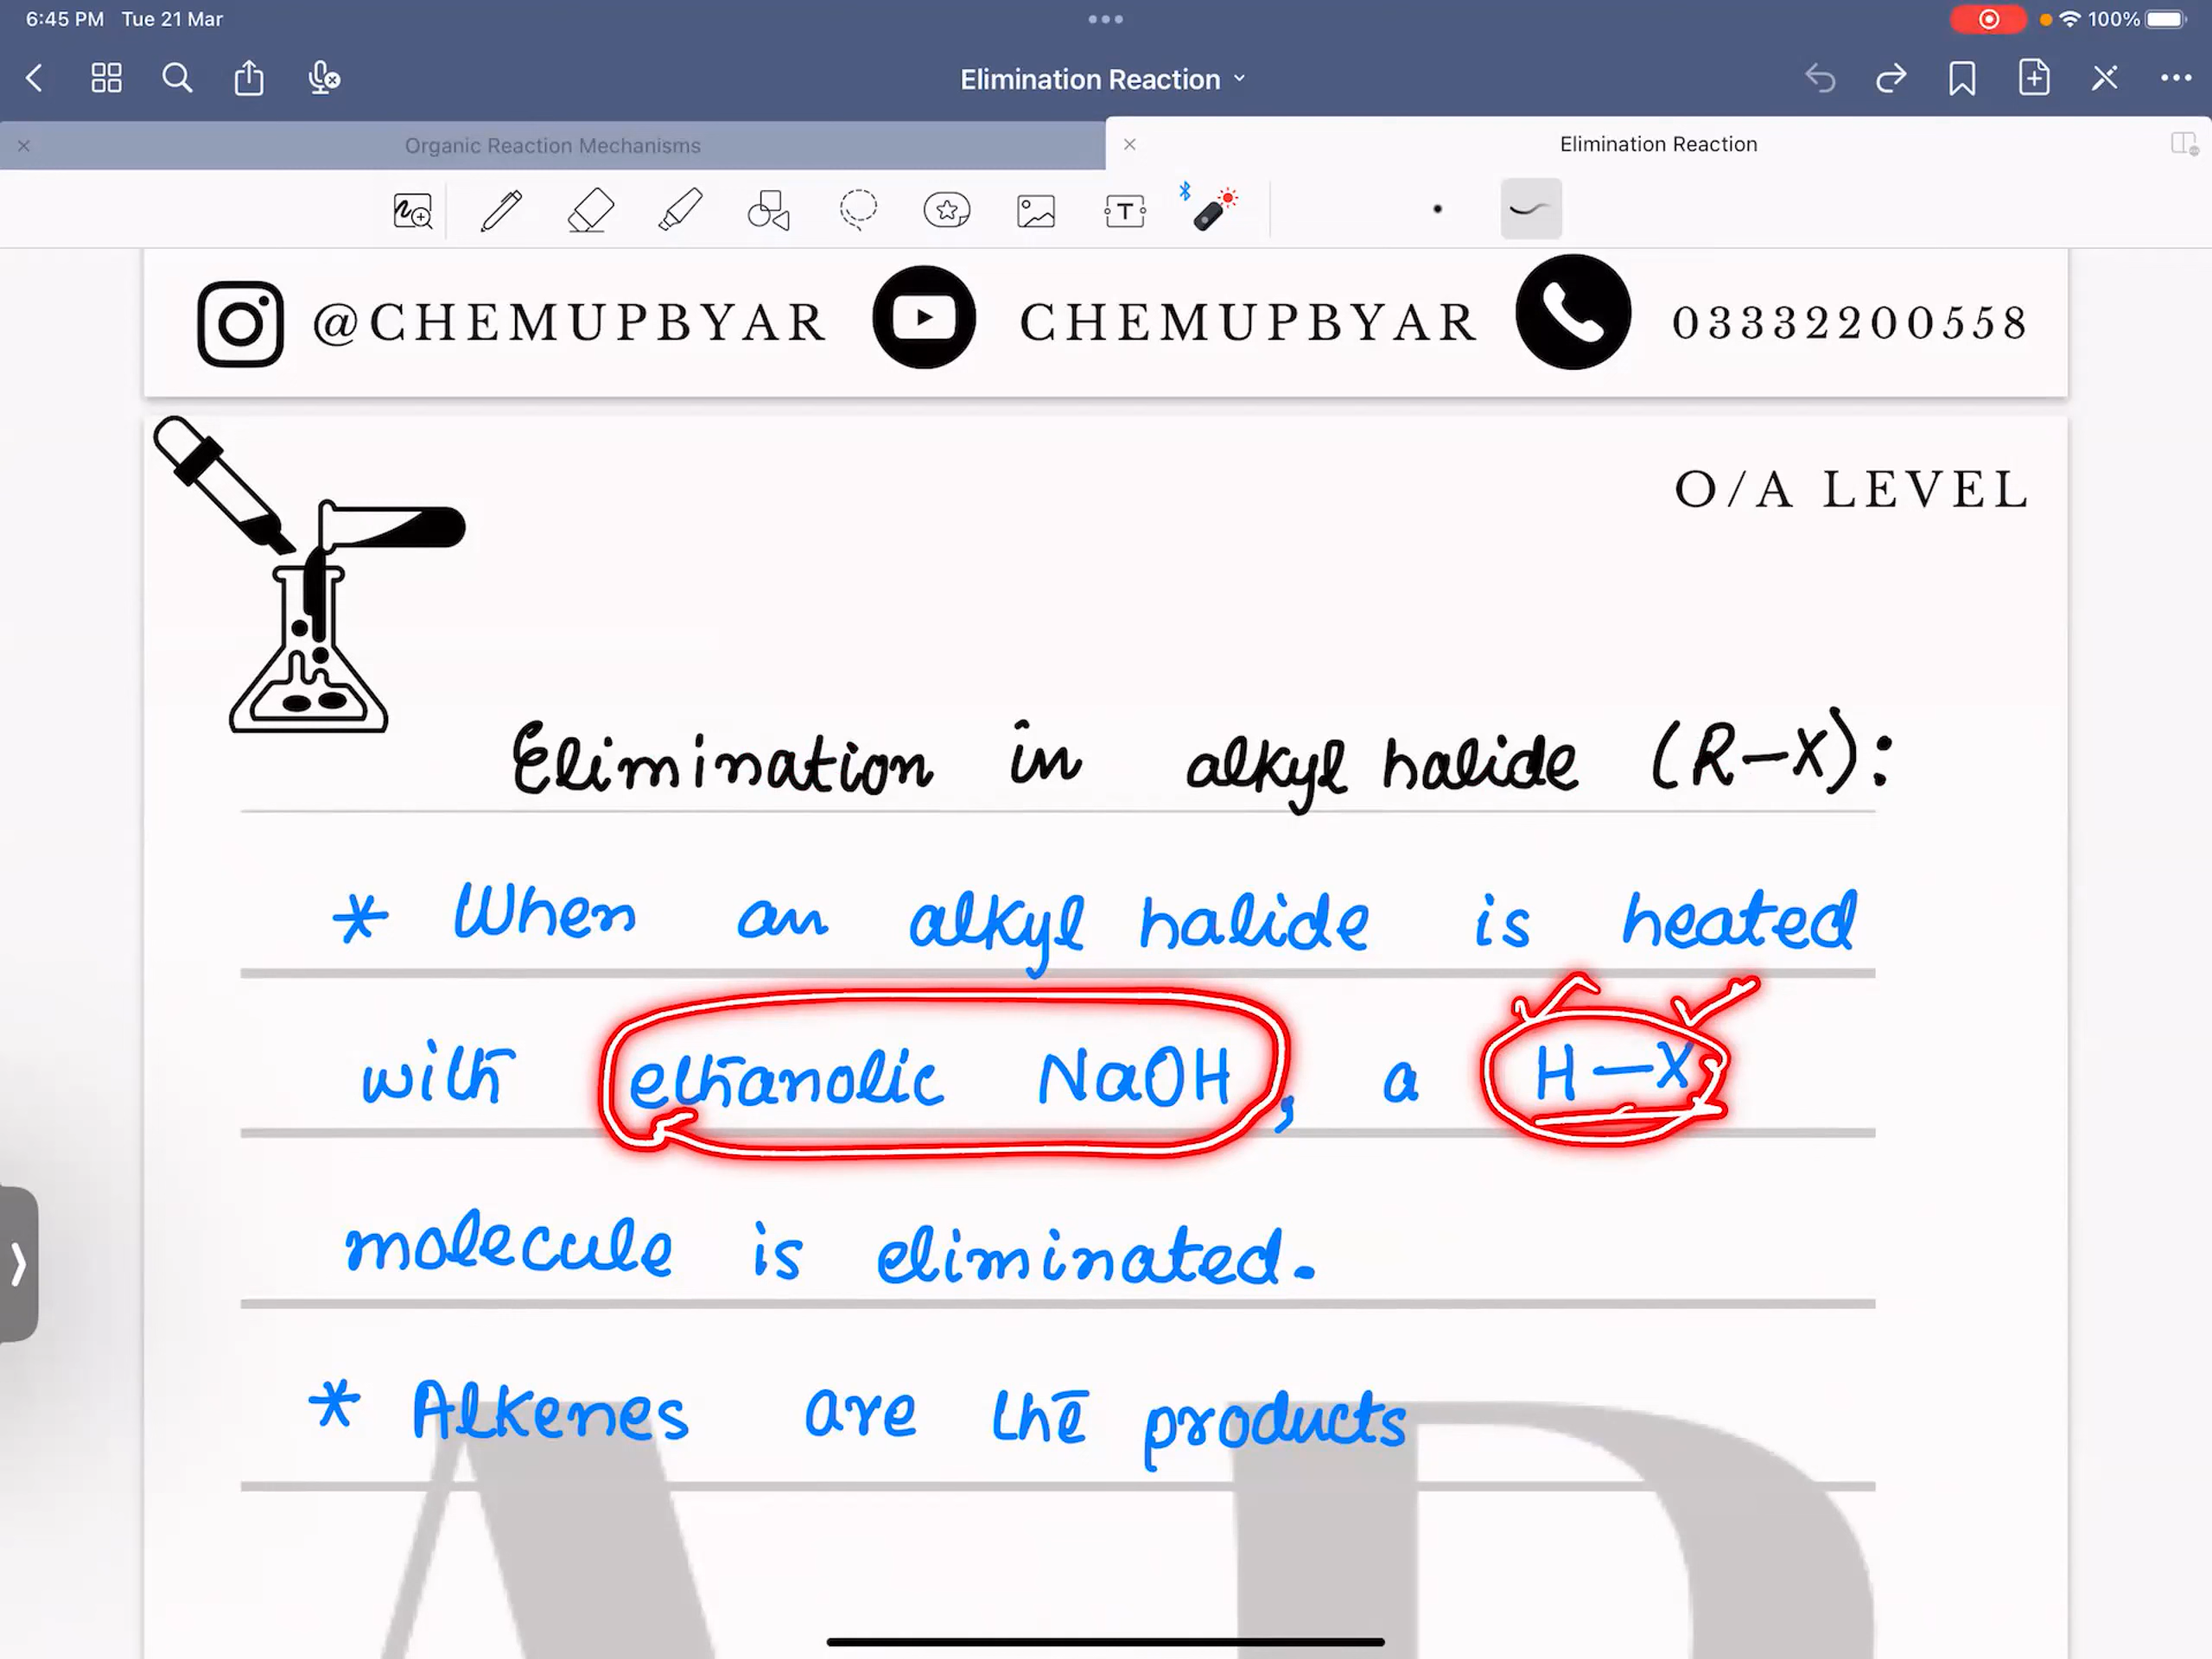 6:45 PM Tue 21 Mar
100%
Elimination Reaction
Organic Reaction Mechanisms
Elimination Reaction
T
@CHEMUPBYAR CHEMUPBYAR 03332200558
O/A LEVEL
Elimination in alkyl halide (R-X):
* When an alkyl halide is heated
with ethanolic NaOH, a H-X
molecule is eliminated.
* Alkenes are the products